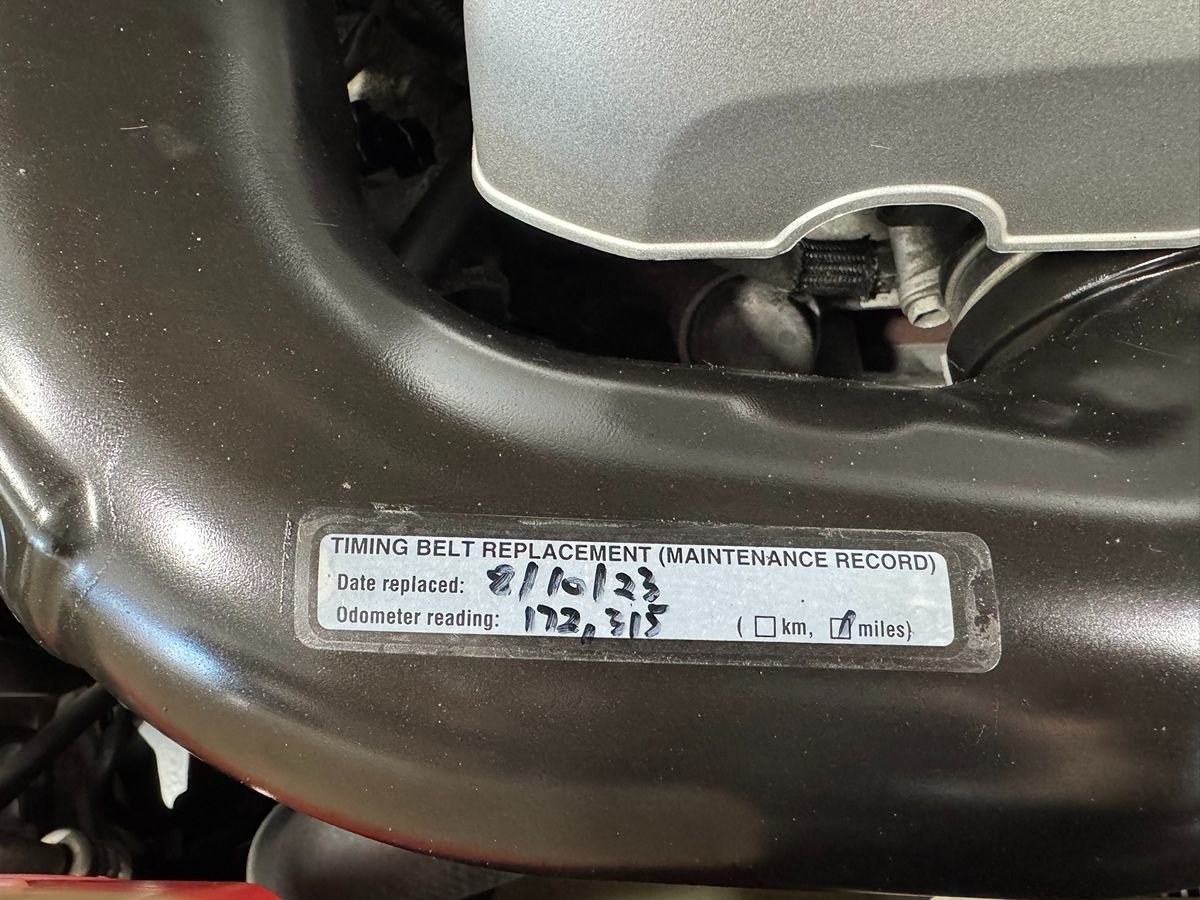 TIMING BELT REPLACEMENT (MAINTENANCE RECORD)
Date replaced: 8/10/23
Odometer reading: 172,315 ( ☐ km, ☑ miles)